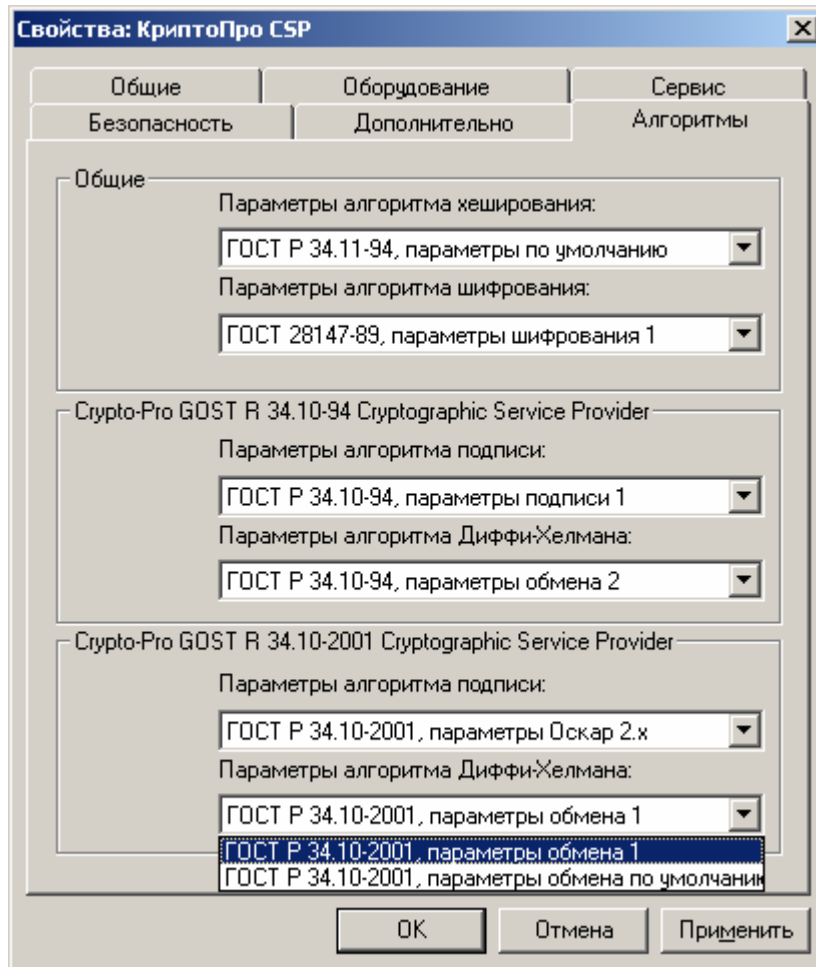 Свойства: КриптоПро CSP
Общие Оборудование Сервис
Безопасность Дополнительно Алгоритмы
Общие
Параметры алгоритма хеширования:
ГОСТ Р 34.11-94, параметры по умолчанию
Параметры алгоритма шифрования:
ГОСТ 28147-89, параметры шифрования 1
Crypto-Pro GOST R 34.10-94 Cryptographic Service Provider
Параметры алгоритма подписи:
ГОСТ Р 34.10-94, параметры подписи 1
Параметры алгоритма Диффи-Хелмана:
ГОСТ Р 34.10-94, параметры обмена 2
Crypto-Pro GOST R 34.10-2001 Cryptographic Service Provider
Параметры алгоритма подписи:
ГОСТ Р 34.10-2001, параметры Оскар 2.x
Параметры алгоритма Диффи-Хелмана:
ГОСТ Р 34.10-2001, параметры обмена 1
ГОСТ Р 34.10-2001, параметры обмена 1
ГОСТ Р 34.10-2001, параметры обмена по умолчани
OK Отмена Применить